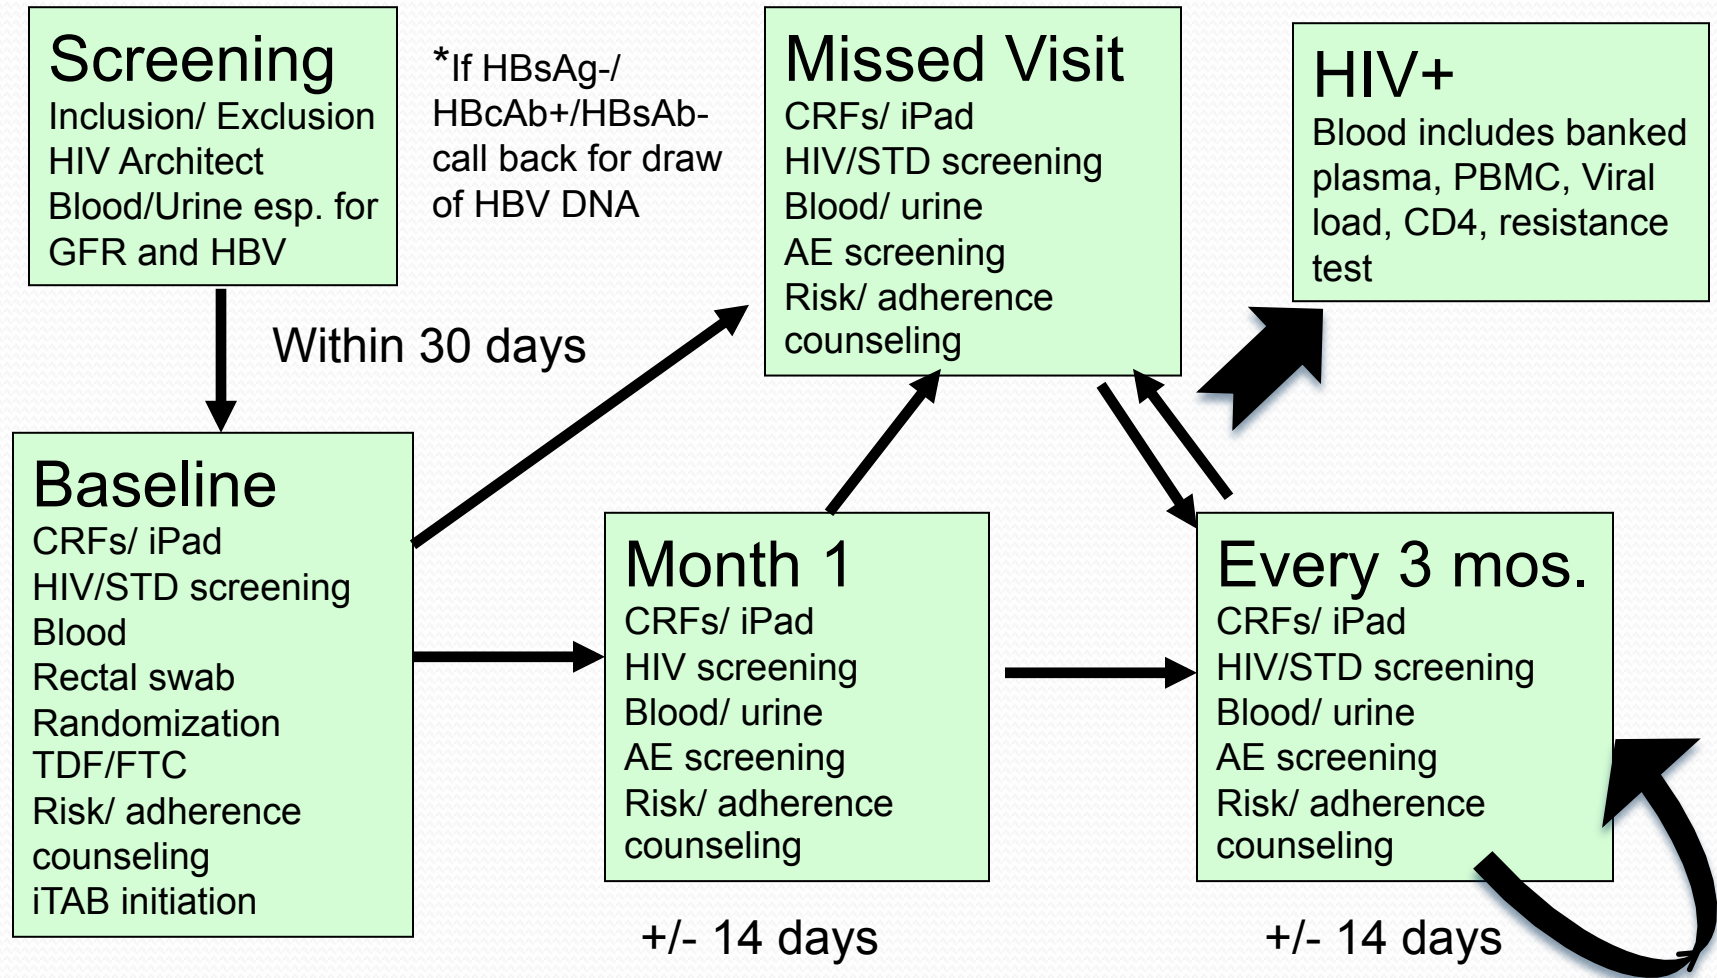 Screening
Inclusion/ Exclusion
HIV Architect
Blood/Urine esp. for
GFR and HBV
*If HBsAg-/
HBcAb+/HBsAb-
call back for draw
of HBV DNA
Missed Visit
CRFs/ iPad
HIV/STD screening
Blood/ urine
AE screening
Risk/ adherence
counseling
HIV+
Blood includes banked
plasma, PBMC, Viral
load, CD4, resistance
test
Within 30 days
Baseline
CRFs/ iPad
HIV/STD screening
Blood
Rectal swab
Randomization
TDF/FTC
Risk/ adherence
counseling
iTAB initiation
Month 1
CRFs/ iPad
HIV screening
Blood/ urine
AE screening
Risk/ adherence
counseling
+/- 14 days
Every 3 mos.
CRFs/ iPad
HIV/STD screening
Blood/ urine
AE screening
Risk/ adherence
counseling
+/- 14 days